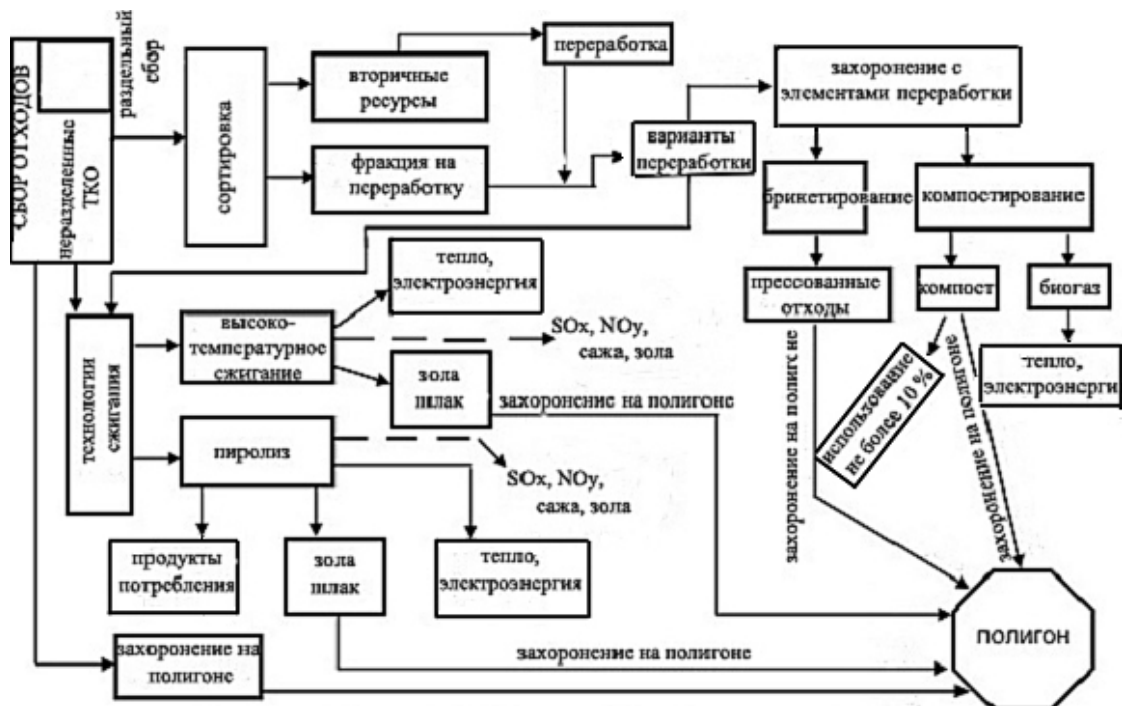 СБОР ОТХОДОВ
неразделенные
ТКО
раздельный
сбор
сортировка
вторичные
ресурсы
фракция на
переработку
переработка
варианты
переработки
захоронение с
элементами переработки
брикетирование
компостирование
прессованные
отходы
компост
биогаз
тепло,
электроэнерги
использование
не более 10 %
захоронение на полигоне
захоронение на полигоне
технологии
сжигания
высоко-
температурное
сжигание
тепло,
электроэнергия
SOx, NOy,
сажа, зола
зола
шлак
захоронение на полигоне
пиролиз
SOx, NOy,
сажа, зола
продукты
потребления
зола
шлак
тепло,
электроэнергия
захоронение на
полигоне
захоронение на полигоне
ПОЛИГОН